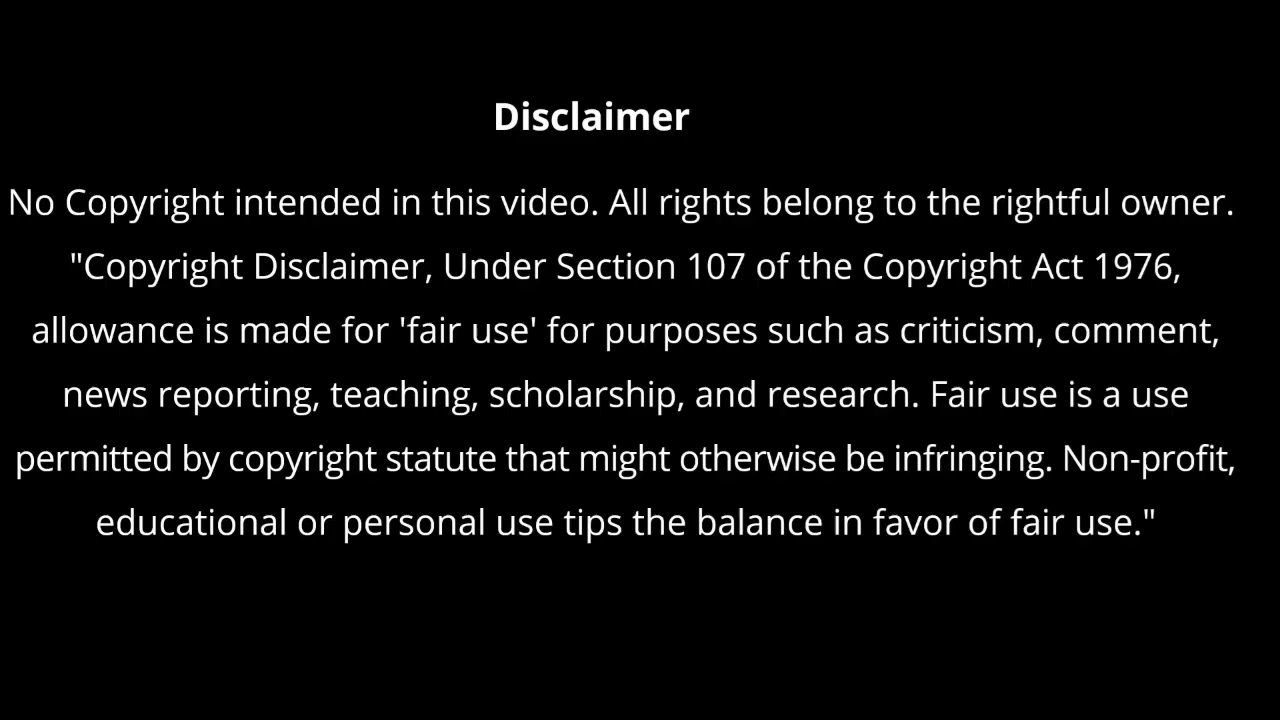 Disclaimer
No Copyright intended in this video. All rights belong to the rightful owner.
"Copyright Disclaimer, Under Section 107 of the Copyright Act 1976,
allowance is made for 'fair use' for purposes such as criticism, comment,
news reporting, teaching, scholarship, and research. Fair use is a use
permitted by copyright statute that might otherwise be infringing. Non-profit,
educational or personal use tips the balance in favor of fair use."